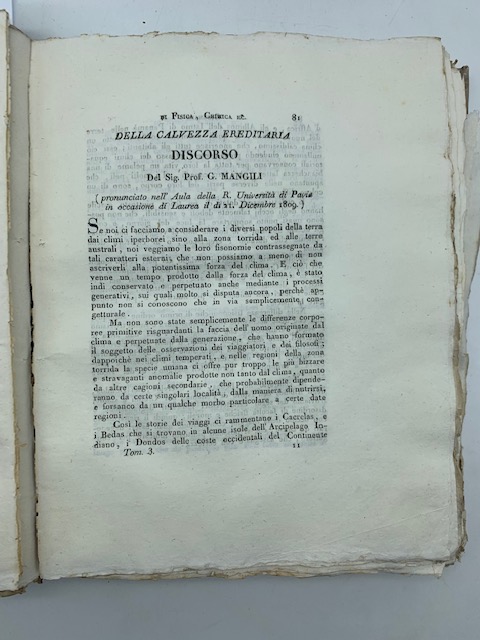 DI FISICA, CHIMICA EC. 81
DELLA CALVEZZA EREDITARIA
DISCORSO
Del Sig. Prof. G. MANGILI
(pronunciato nell' Aula della R. Università di Pavia
in occasione di Laurea il dì 21. Dicembre 1809.)
Se noi ci facciamo a considerare i diversi popoli della terra
dai climi iperborei sino alla zona torrida ed alle terre
australi, noi veggiamo le loro fisonomie contrassegnate da
tali caratteri esterni, che non possiamo a meno di non
ascriverli alla potentissima forza del clima. E ciò che
venne un tempo prodotto dalla forza del clima, è stato
indi conservato e perpetuato anche mediante i processi
generativi, sui quali molto si disputa ancora, perchè ap-
punto non si conoscono che in via semplicemente con-
getturale.
Ma non sono state semplicemente le differenze corpo-
ree primitive risguardanti la faccia dell'uomo originate dal
clima e perpetuate dalla generazione, che hanno formato
il soggetto delle osservazioni dei viaggiatori e dei filosofi;
dappoichè nei climi temperati, e nelle regioni della zona
torrida la specie umana ci offre pur troppo le più bizzare
e stravaganti anomalie prodotte non tanto dal clima, quanto
da altre cagioni secondarie, che probabilmente dipende-
ranno da certe singolari località, dalla maniera di nutrirsi,
e forsanco da un qualche morbo particolare a certe date
regioni.
Così le storie dei viaggi ci rammentano i Cacrelas, e
i Bedas che si trovano in alcune isole dell'Arcipelago In-
diano, i Dondos delle coste occidentali del Continente
Tom. 3. 11